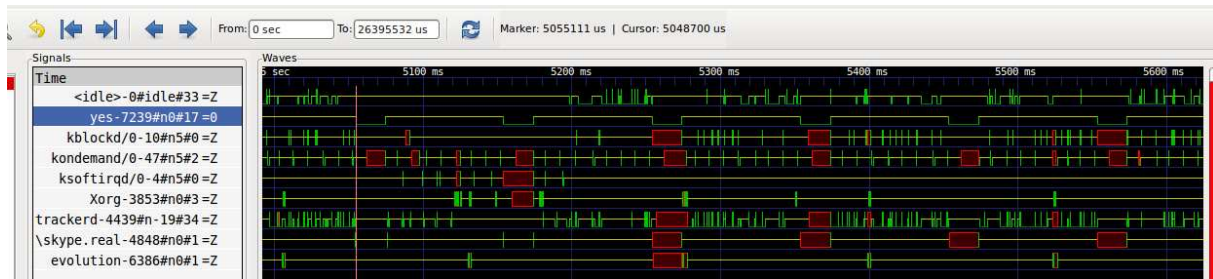 From: 0 sec To: 26395532 us Marker: 5055111 us | Cursor: 5048700 us
Signals Waves
Time
sec 5100 ms 5200 ms 5300 ms 5400 ms 5500 ms 5600 ms
<idle>-0#idle#33 =Z
yes-7239#n0#17 =0
kblockd/0-10#n5#0 =Z
kondemand/0-47#n5#2 =Z
ksoftirqd/0-4#n5#0 =Z
Xorg-3853#n0#3 =Z
trackerd-4439#n-19#34 =Z
\skype.real-4848#n0#1 =Z
evolution-6386#n0#1 =Z